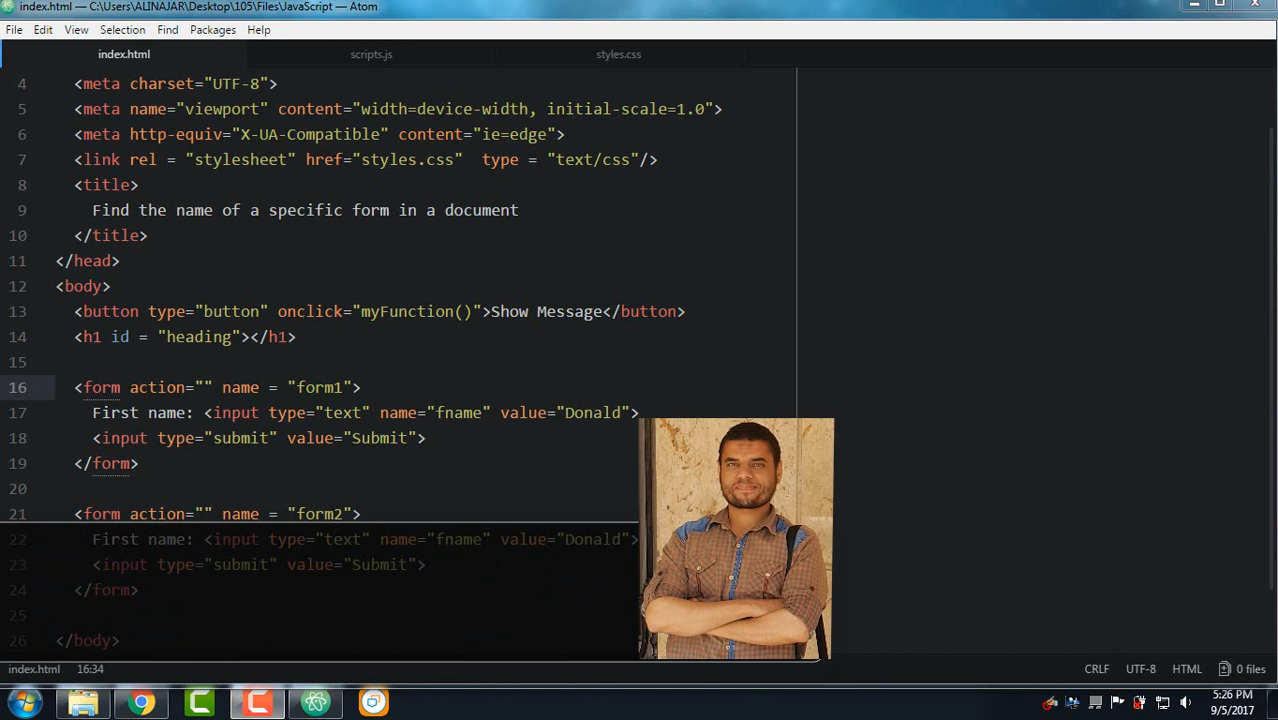 index.html — C:\Users\ALINAJAR\Desktop\105\Files\JavaScript — Atom
File Edit View Selection Find Packages Help
index.html scripts.js styles.css
4 <meta charset="UTF-8">
5 <meta name="viewport" content="width=device-width, initial-scale=1.0">
6 <meta http-equiv="X-UA-Compatible" content="ie=edge">
7 <link rel = "stylesheet" href="styles.css"  type = "text/css"/>
8 <title>
9 Find the name of a specific form in a document
10 </title>
11 </head>
12 <body>
13 <button type="button" onclick="myFunction()">Show Message</button>
14 <h1 id = "heading"></h1>
15
16 <form action="" name = "form1">
17 First name: <input type="text" name="fname" value="Donald">
18 <input type="submit" value="Submit">
19 </form>
20
21 <form action="" name = "form2">
22 First name: <input type="text" name="fname" value="Donald">
23 <input type="submit" value="Submit">
24 </form>
25
26 </body>
index.html 16:34 CRLF UTF-8 HTML 0 files
5:26 PM
9/5/2017